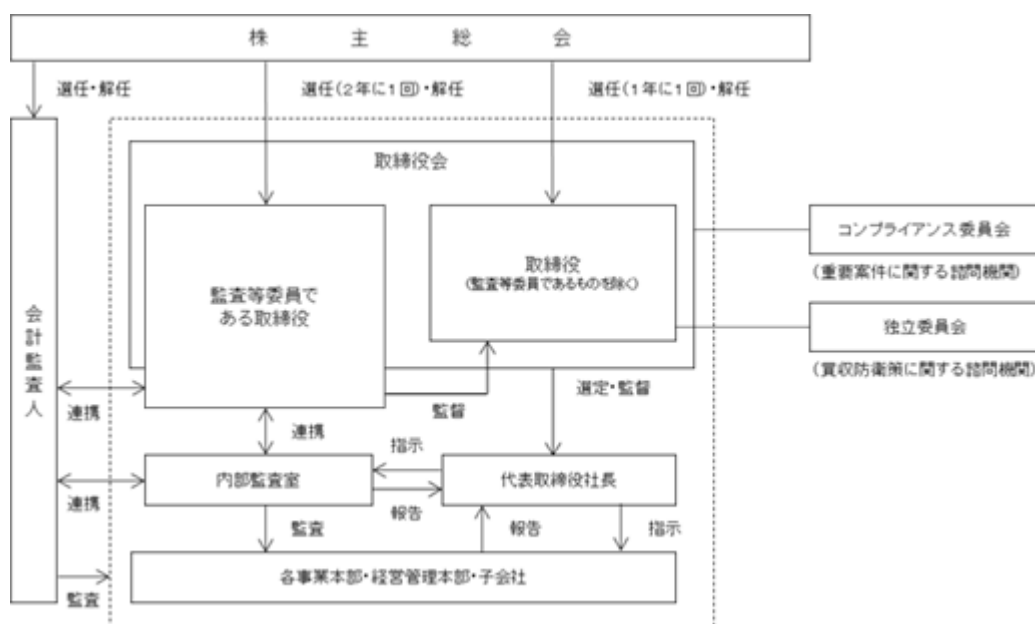 株主総会
選任・解任
選任(2年に1回)・解任
選任(1年に1回)・解任
取締役会
監査等委員で
ある取締役
取締役
(監査等委員であるものを除く)
コンプライアンス委員会
(重要案件に関する諮問機関)
独立委員会
(買収防衛策に関する諮問機関)
会計監査人
連携
監督
選定・監督
連携
指示
内部監査室
代表取締役社長
連携
報告
監査
報告
指示
各事業本部・経営管理本部・子会社
監査